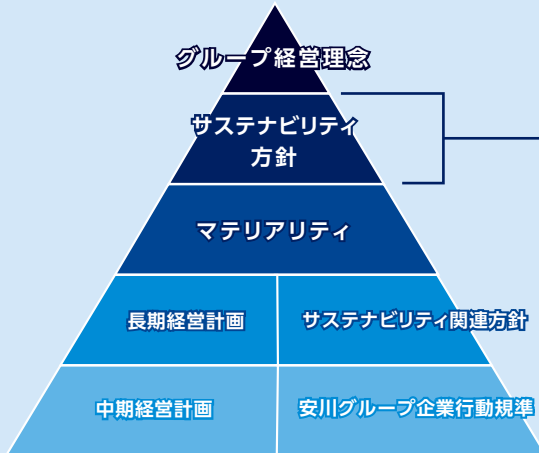 グループ経営理念
サステナビリティ
方針
マテリアリティ
長期経営計画
サステナビリティ関連方針
中期経営計画
安川グループ企業行動規準